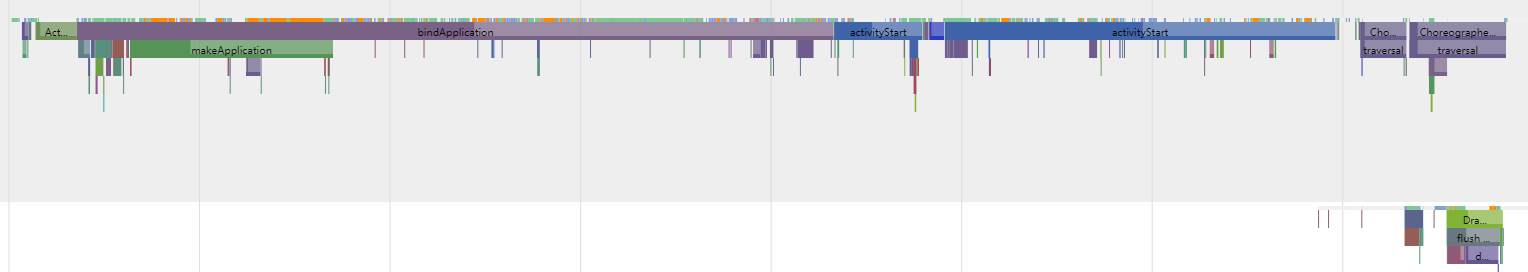 Act... bindApplication activityStart activityStart Cho... Choreographe...
makeApplication traversal traversal
Dra...
flush ...
d...